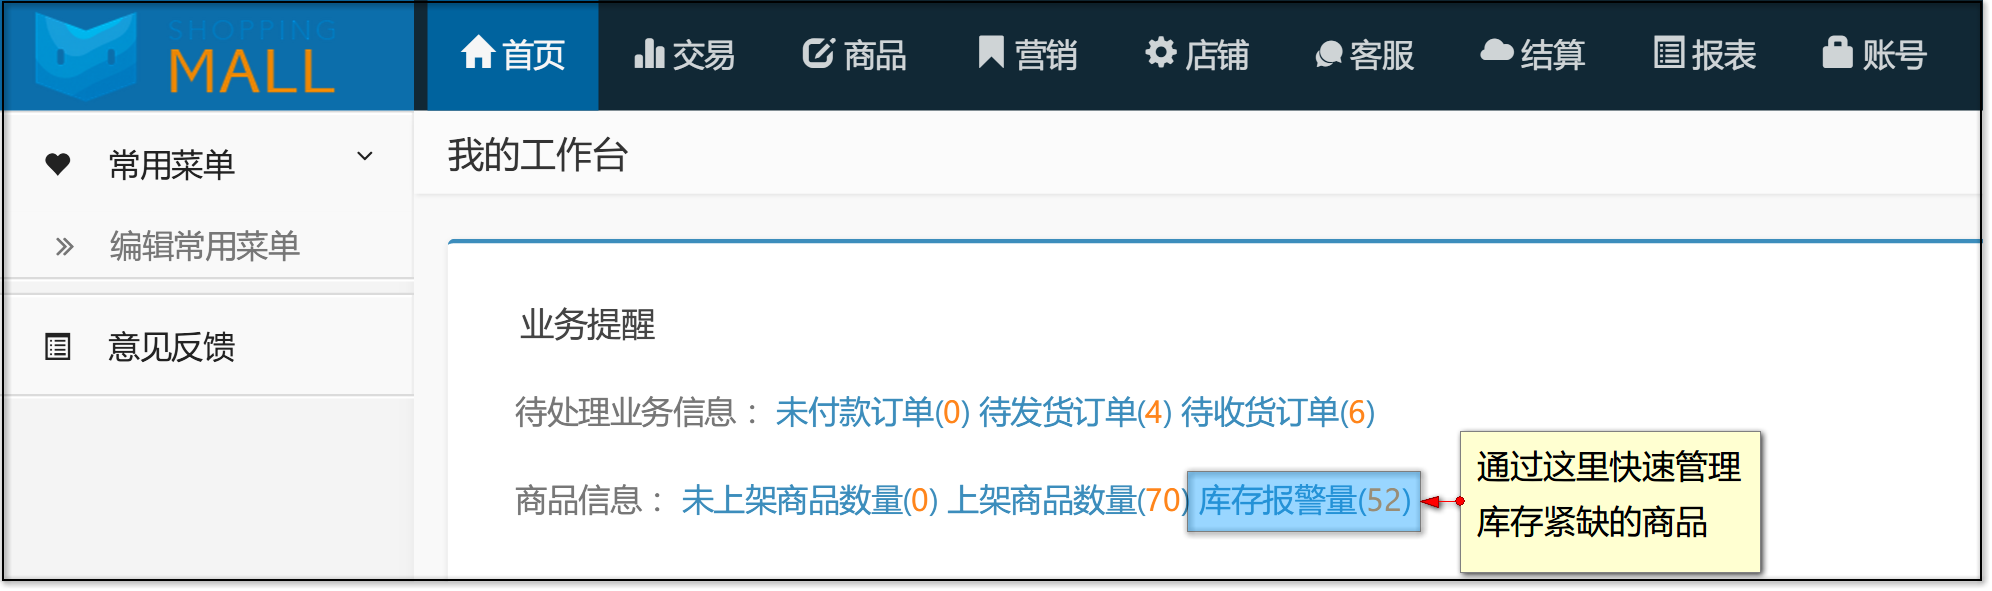 SHOPPING
MALL
首页 交易 商品 营销 店铺 客服 结算 报表 账号
常用菜单
编辑常用菜单
意见反馈
我的工作台
业务提醒
待处理业务信息： 未付款订单(0) 待发货订单(4) 待收货订单(6)
商品信息： 未上架商品数量(0) 上架商品数量(70) 库存报警量(52)
通过这里快速管理
库存紧缺的商品